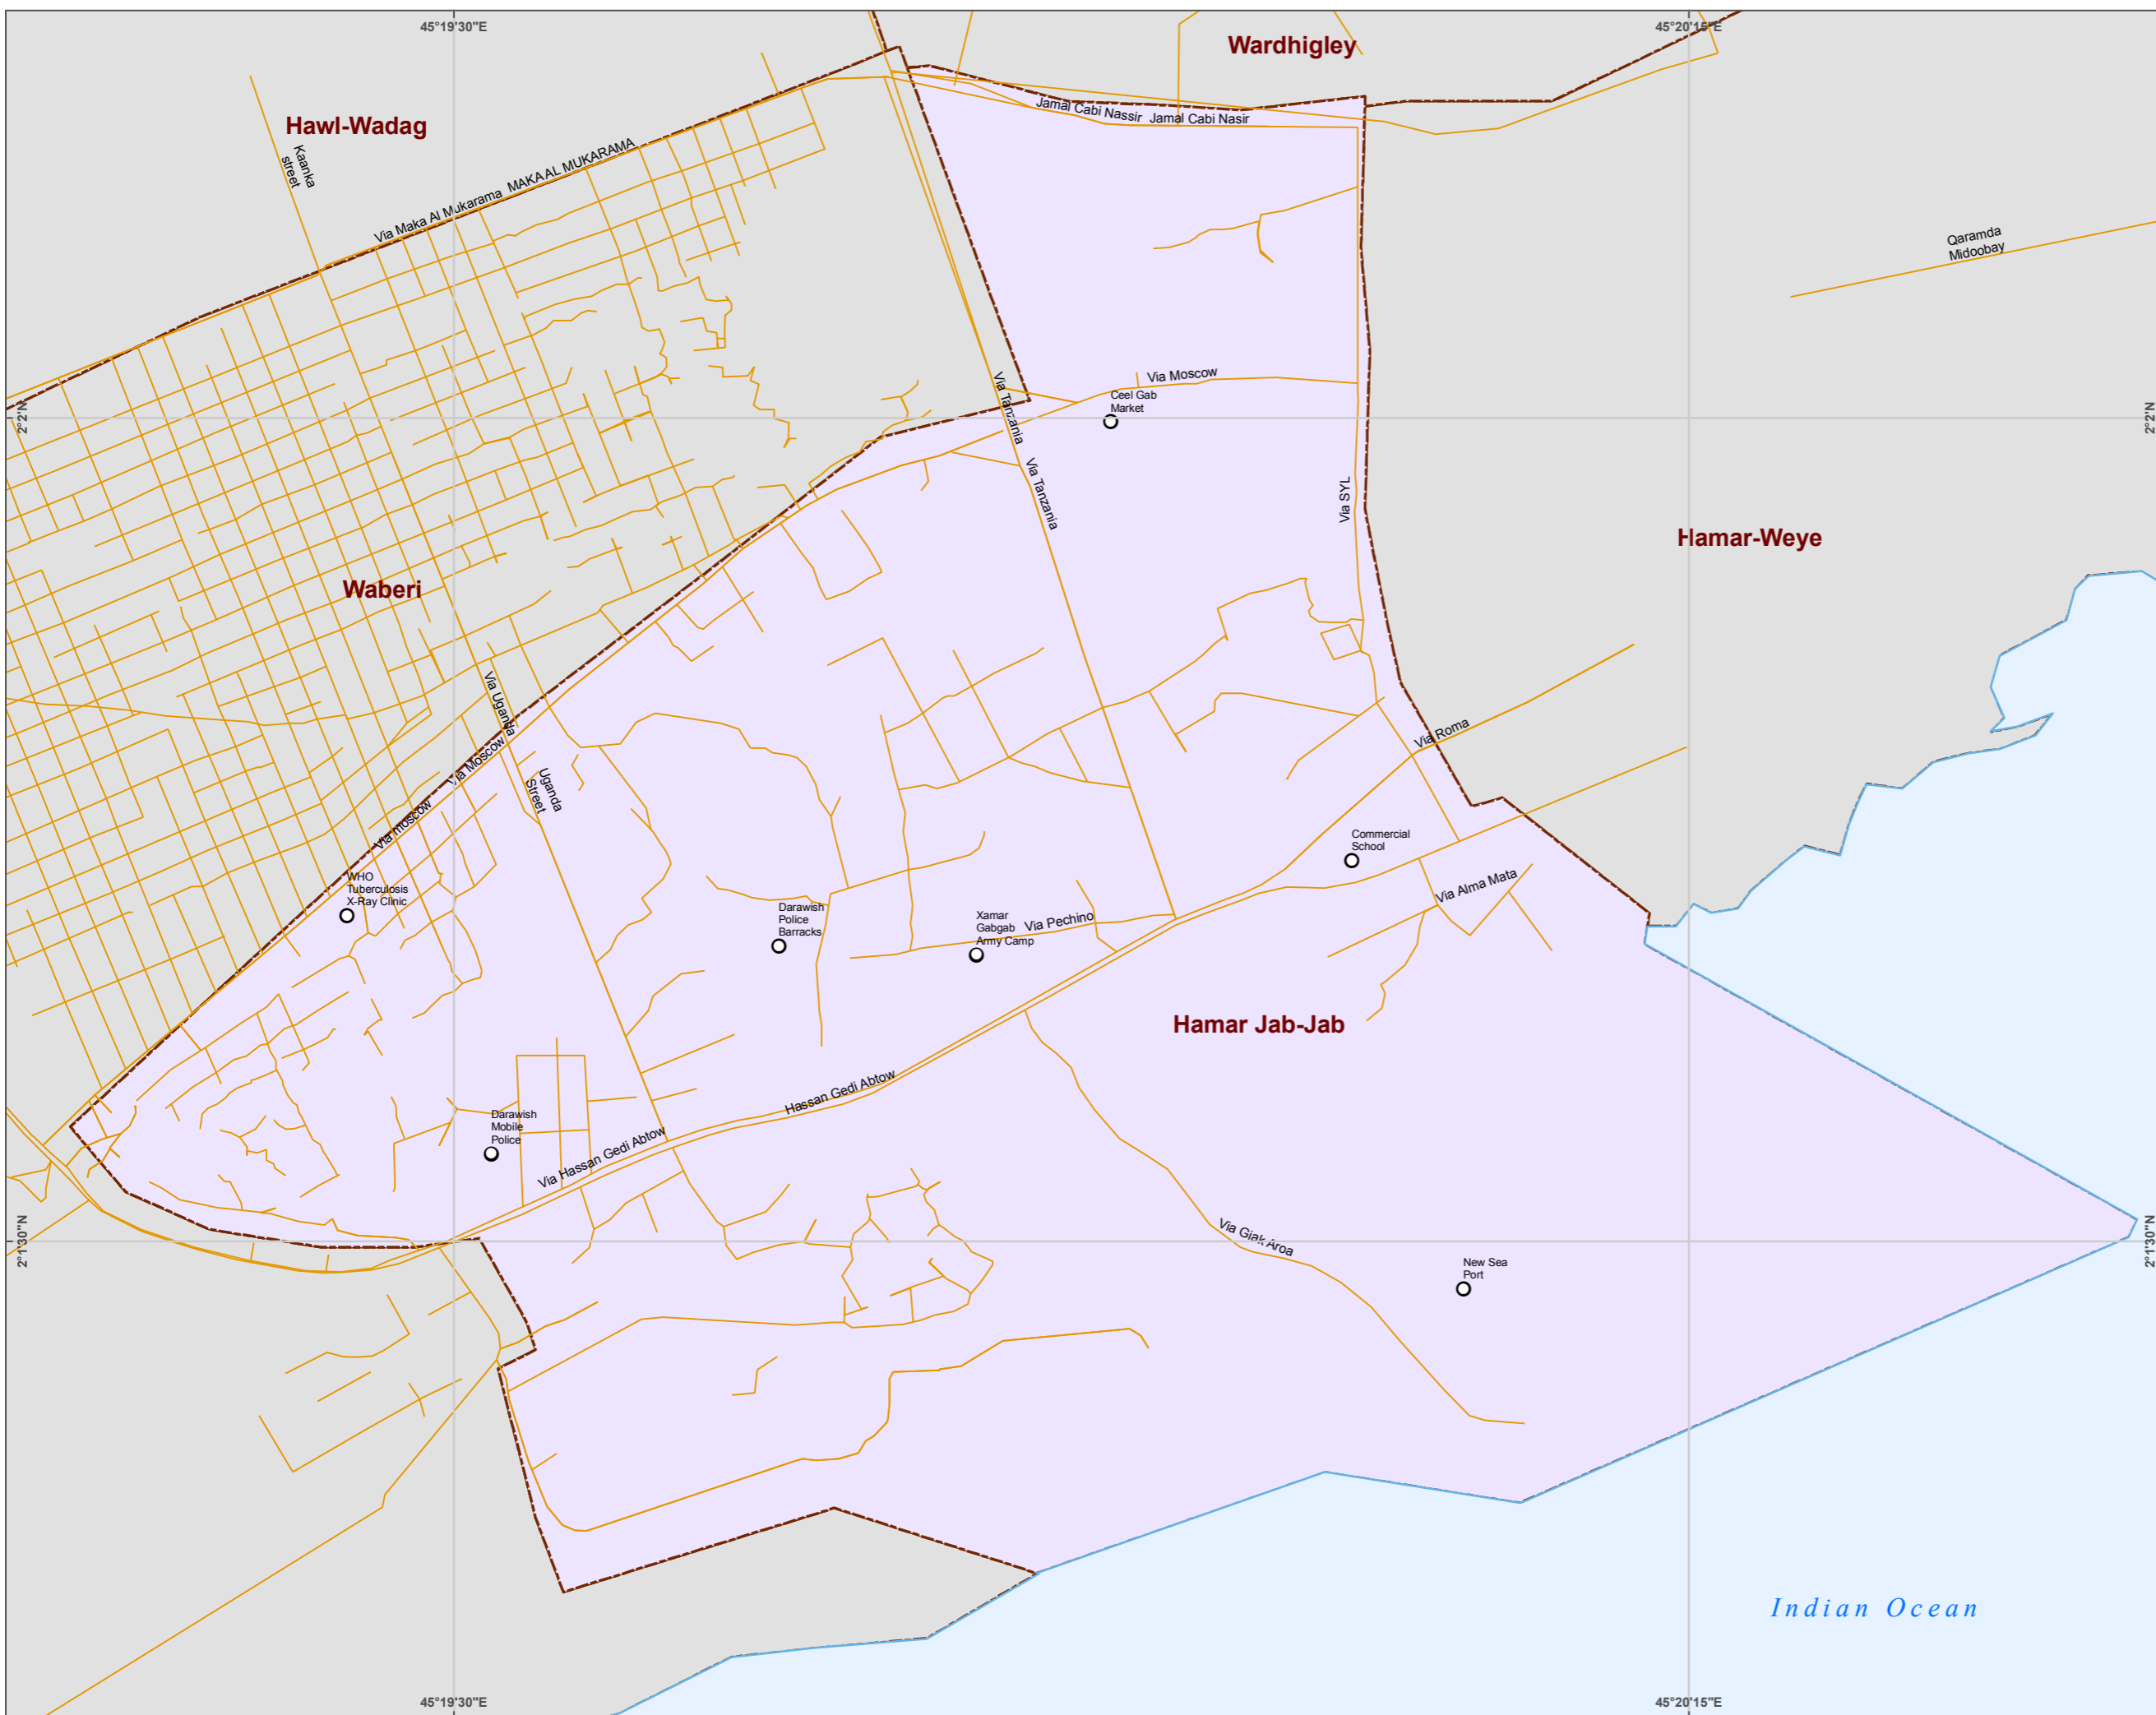 45°19'30"E
45°20'15"E
Wardhigley
Hawl-Wadag
Jamal Cabi Nassir
Jamal Cabi Nasir
Kaanka
street
MAKA AL MUKARAMA
Via Maka Al Mukarama
Qaramda
Midoobay
2°2'N
2°2'N
Via Moscow
Ceel Gab
Market
Via Tanzania
Via Tanzania
Via SYL
Hamar-Weye
Waberi
Via Uganda
Via Moscow
Uganda
Street
Via moscow
Via Roma
Commercial
School
WHO
Tuberculosis
X-Ray Clinic
Via Alma Mata
Darawish
Police
Barracks
Xamar
Gabgab
Army Camp
Via Pechino
Hamar Jab-Jab
Hassan Gedi Abtow
Darawish
Mobile
Police
Via Hassan Gedi Abtow
Via Giak Aroa
2°1'30"N
2°1'30"N
New Sea
Port
Indian Ocean
45°19'30"E
45°20'15"E